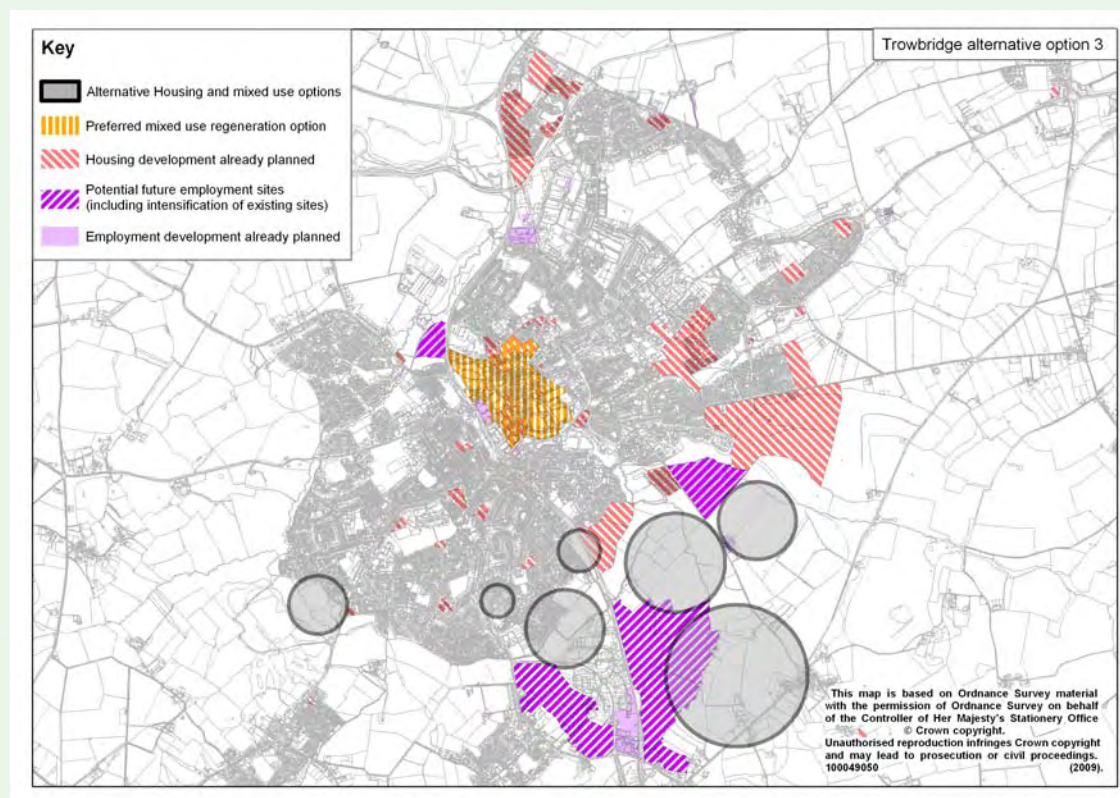 Key
Trowbridge alternative option 3
Alternative Housing and mixed use options
Preferred mixed use regeneration option
Housing development already planned
Potential future employment sites
(including intensification of existing sites)
Employment development already planned
This map is based on Ordnance Survey material
with the permission of Ordnance Survey on behalf
of the Controller of Her Majesty's Stationery Office
© Crown copyright.
Unauthorised reproduction infringes Crown copyright
and may lead to prosecution or civil proceedings.
100049050 (2009).